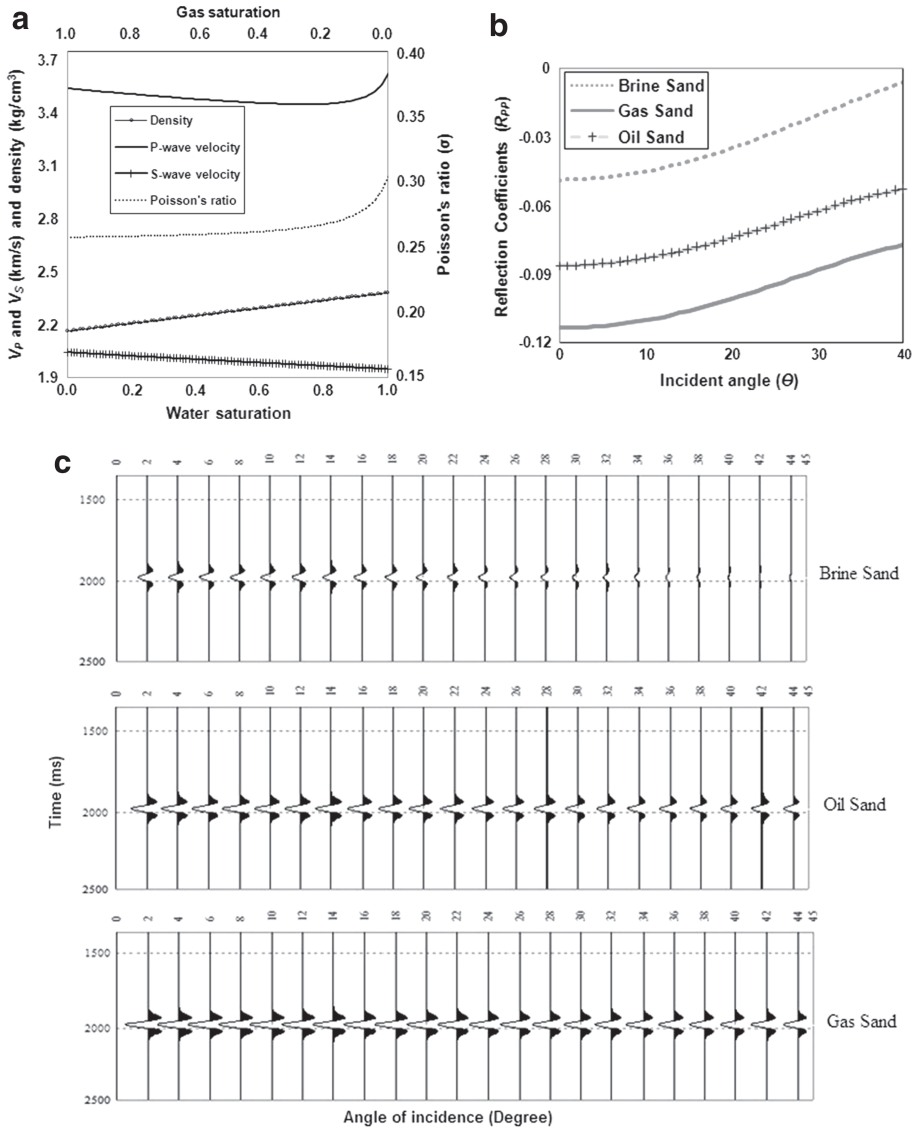 a
Gas saturation
1.0 0.8 0.6 0.4 0.2 0.0
3.7
3.4
3.1
2.8
2.5
2.2
1.9
VP and VS (km/s) and density (kg/cm³)
Density
P-wave velocity
S-wave velocity
Poisson's ratio
0.40
0.35
0.30
0.25
0.20
0.15
Poisson's ratio (σ)
0.0 0.2 0.4 0.6 0.8 1.0
Water saturation
b
0
-0.03
-0.06
-0.09
-0.12
Reflection Coefficients (RPP)
Brine Sand
Gas Sand
Oil Sand
0 10 20 30 40
Incident angle (Θ)
c
0 2 4 6 8 10 12 14 16 18 20 22 24 26 28 30 32 34 36 38 40 42 44 45
1500
2000
2500
Brine Sand
0 2 4 6 8 10 12 14 16 18 20 22 24 26 28 30 32 34 36 38 40 42 44 45
1500
2000
2500
Oil Sand
Time (ms)
0 2 4 6 8 10 12 14 16 18 20 22 24 26 28 30 32 34 36 38 40 42 44 45
1500
2000
2500
Gas Sand
Angle of incidence (Degree)